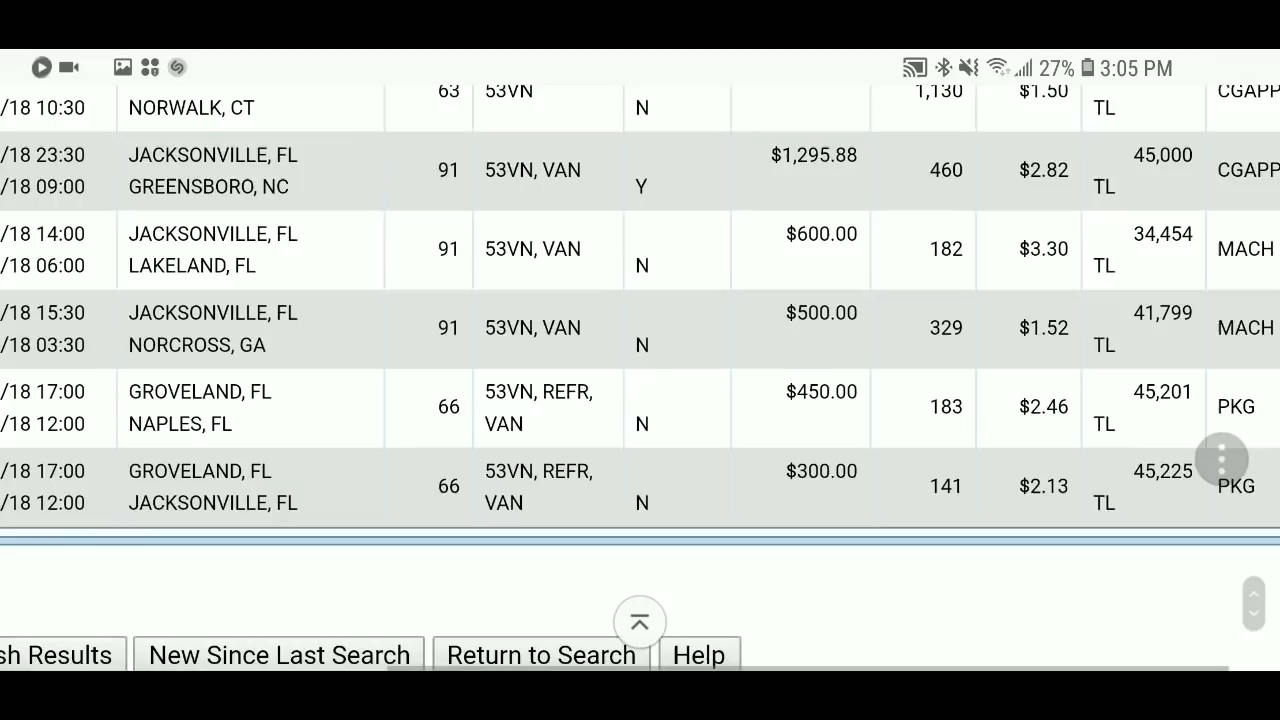 27% 3:05 PM
63 53VN 1,130 $1.50 CGAPP
/18 10:30 NORWALK, CT N TL
/18 23:30 JACKSONVILLE, FL $1,295.88 45,000
91 53VN, VAN 460 $2.82 CGAPP
/18 09:00 GREENSBORO, NC Y TL
/18 14:00 JACKSONVILLE, FL $600.00 34,454
91 53VN, VAN 182 $3.30 MACH
/18 06:00 LAKELAND, FL N TL
/18 15:30 JACKSONVILLE, FL $500.00 41,799
91 53VN, VAN 329 $1.52 MACH
/18 03:30 NORCROSS, GA N TL
/18 17:00 GROVELAND, FL 53VN, REFR, $450.00 45,201
66 183 $2.46 PKG
/18 12:00 NAPLES, FL VAN N TL
/18 17:00 GROVELAND, FL 53VN, REFR, $300.00 45,225
66 141 $2.13 PKG
/18 12:00 JACKSONVILLE, FL VAN N TL
sh Results New Since Last Search Return to Search Help